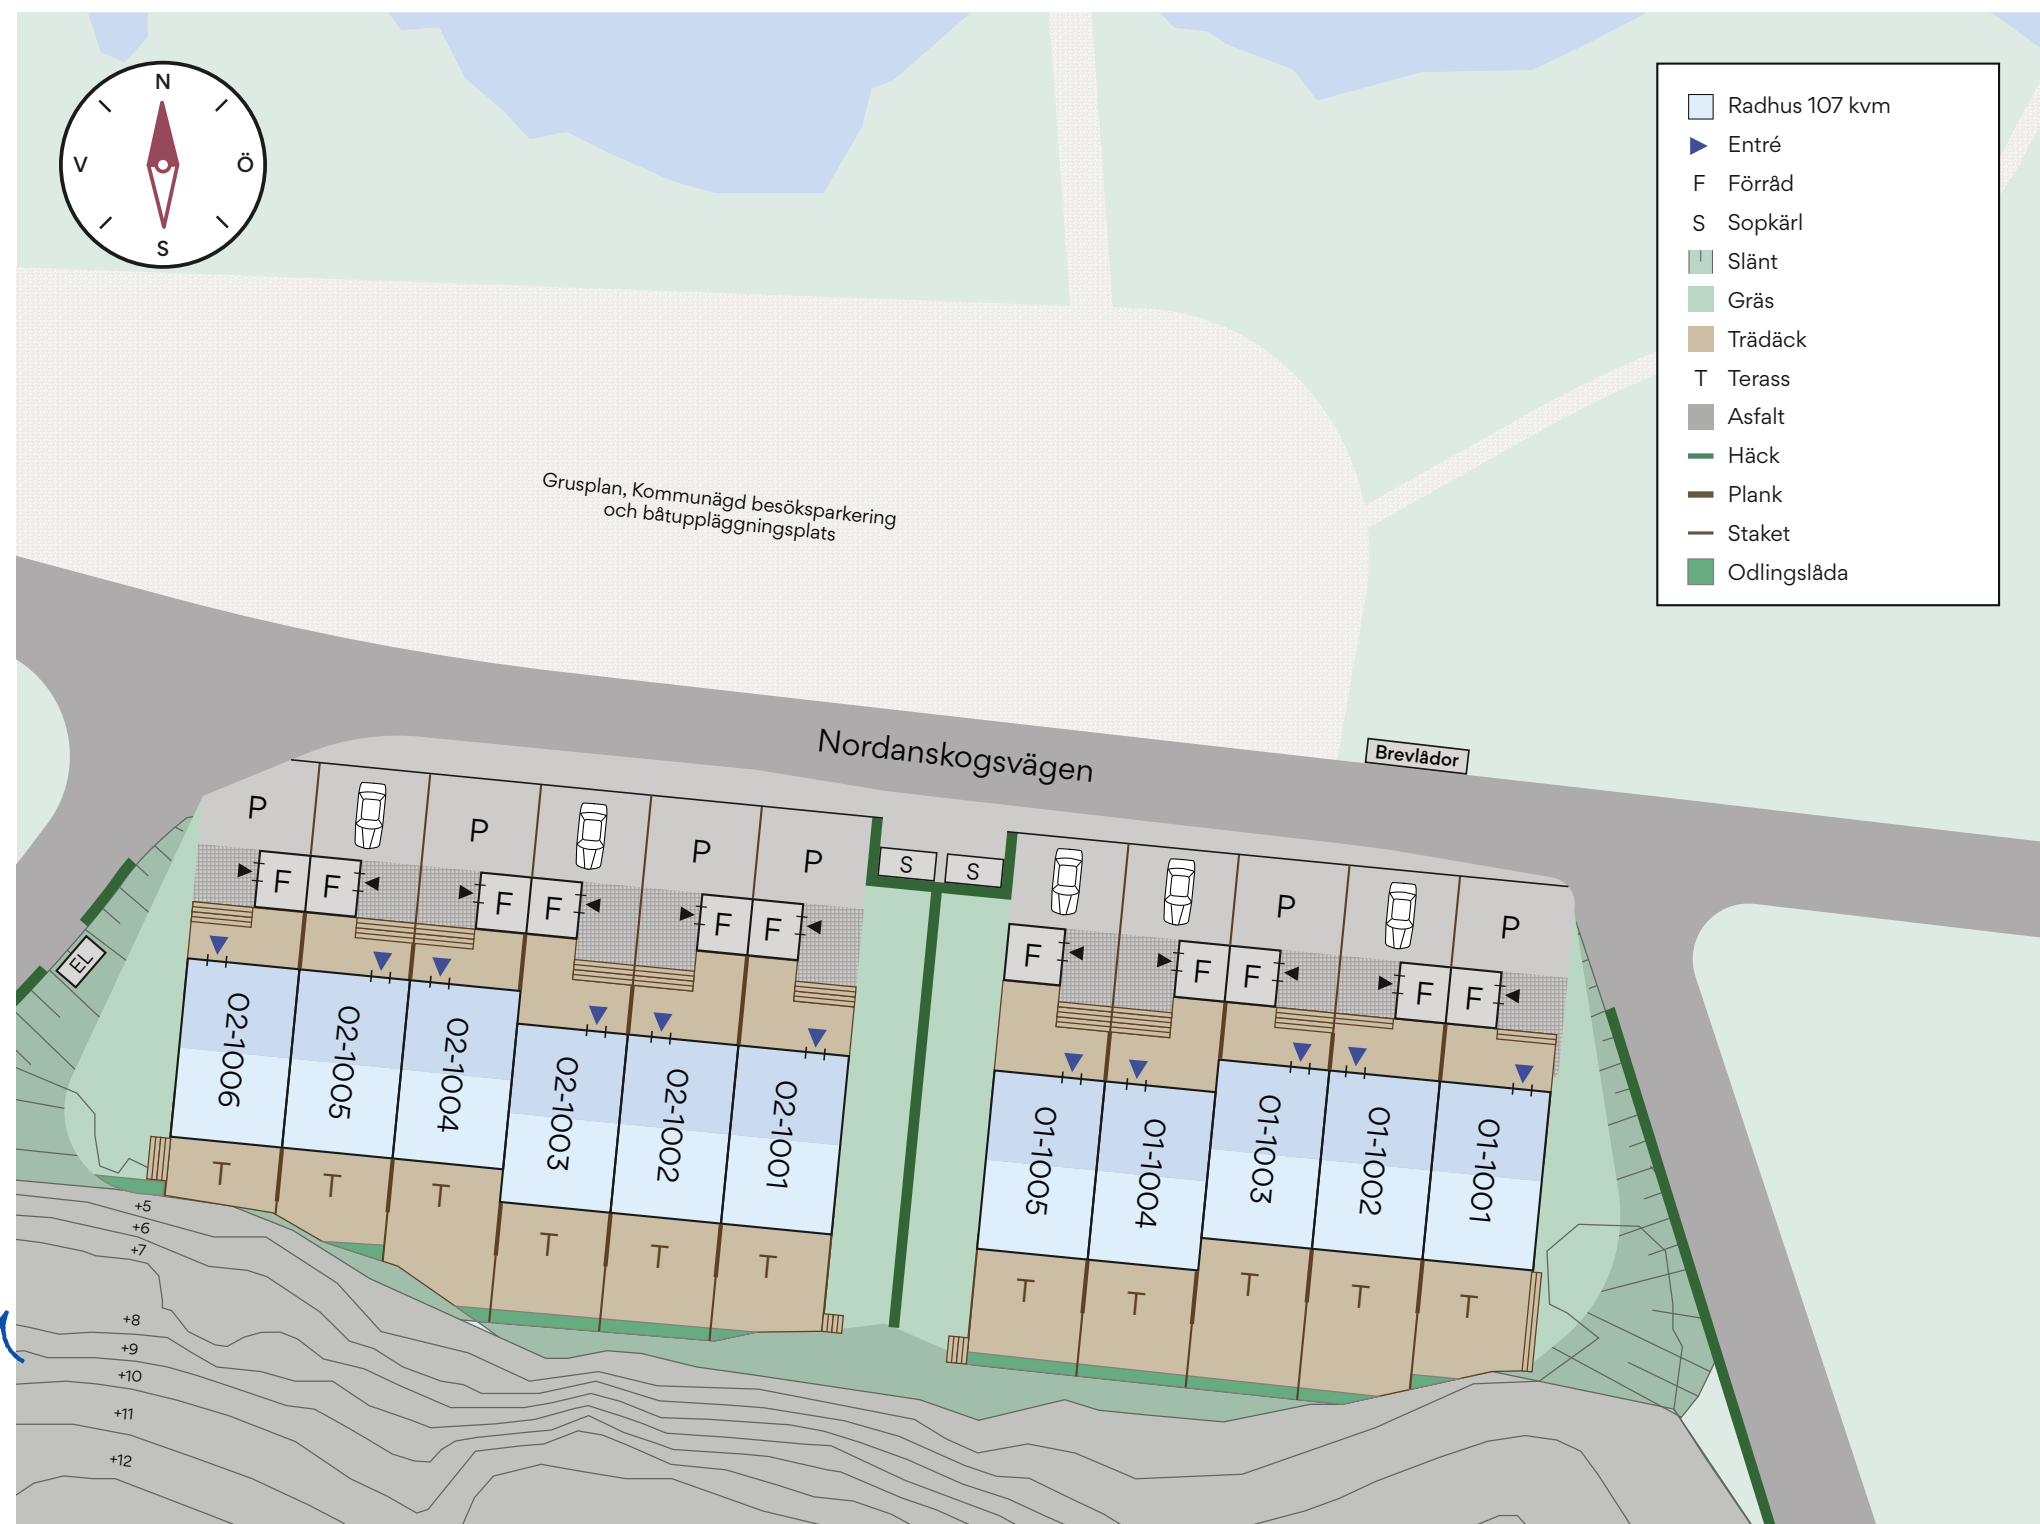 N
V
Ö
S
Radhus 107 kvm
Entré
F Förråd
S Sopkärl
Slänt
Gräs
Trädäck
T Terass
Asfalt
Häck
Plank
Staket
Odlingslåda
Grusplan, Kommunägd besöksparkering
och båtuppläggningsplats
Nordanskogsvägen
Brevlådor
P
P
P
P
S
S
P
P
F
F
F
F
F
F
F
F
F
F
F
EL
02-1006
02-1005
02-1004
02-1003
02-1002
02-1001
01-1005
01-1004
01-1003
01-1002
01-1001
T
T
T
T
T
T
T
T
T
T
T
+5
+6
+7
+8
+9
+10
+11
+12